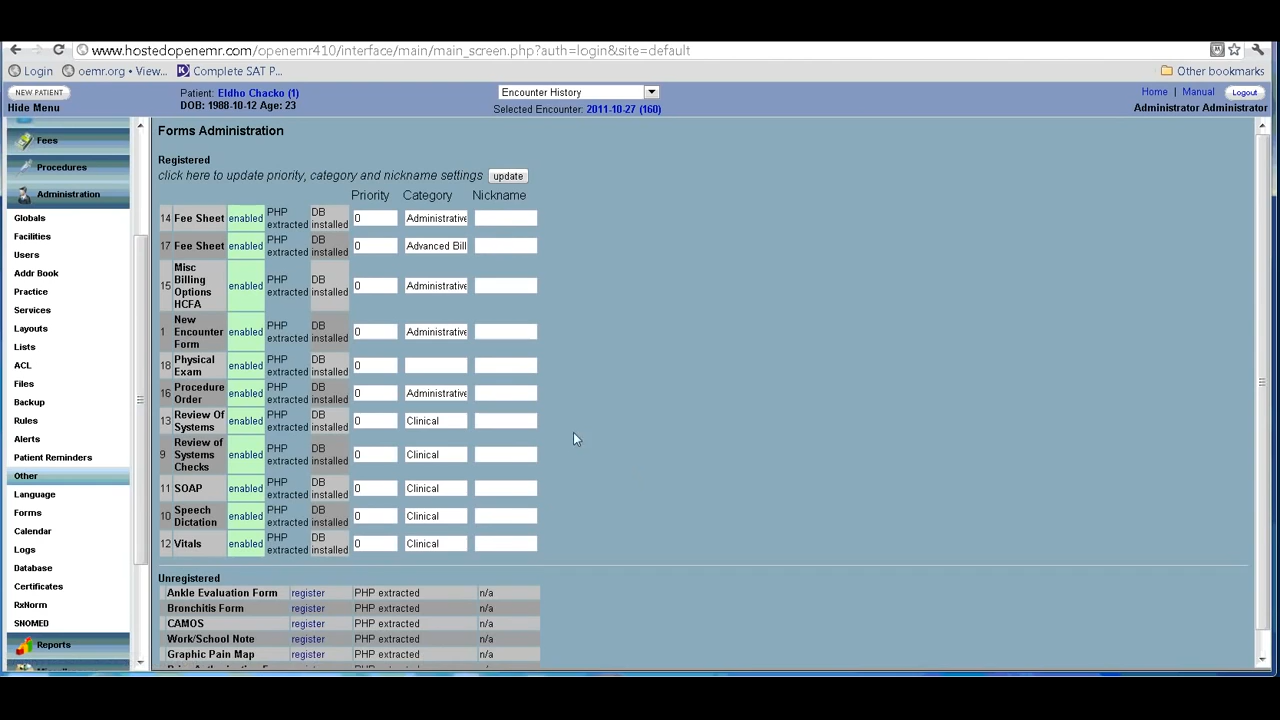 www.hostedopenemr.com/openemr410/interface/main/main_screen.php?auth=login&site=default
Login oemr.org • View... Complete SAT P... Other bookmarks
NEW PATIENT Patient: Eldho Chacko (1) Encounter History Home | Manual Logout
Hide Menu DOB: 1988-10-12 Age: 23 Selected Encounter: 2011-10-27 (160) Administrator Administrator
Fees
Procedures
Administration
Globals
Facilities
Users
Addr Book
Practice
Services
Layouts
Lists
ACL
Files
Backup
Rules
Alerts
Patient Reminders
Other
Language
Forms
Calendar
Logs
Database
Certificates
RxNorm
SNOMED
Reports
Forms Administration
Registered
click here to update priority, category and nickname settings update
Priority Category Nickname
14 Fee Sheet enabled PHP extracted DB installed 0 Administrative
17 Fee Sheet enabled PHP extracted DB installed 0 Advanced Bill
15 Misc Billing Options HCFA enabled PHP extracted DB installed 0 Administrative
1 New Encounter Form enabled PHP extracted DB installed 0 Administrative
18 Physical Exam enabled PHP extracted DB installed 0
16 Procedure Order enabled PHP extracted DB installed 0 Administrative
13 Review Of Systems enabled PHP extracted DB installed 0 Clinical
9 Review of Systems Checks enabled PHP extracted DB installed 0 Clinical
11 SOAP enabled PHP extracted DB installed 0 Clinical
10 Speech Dictation enabled PHP extracted DB installed 0 Clinical
12 Vitals enabled PHP extracted DB installed 0 Clinical
Unregistered
Ankle Evaluation Form register PHP extracted n/a
Bronchitis Form register PHP extracted n/a
CAMOS register PHP extracted n/a
Work/School Note register PHP extracted n/a
Graphic Pain Map register PHP extracted n/a